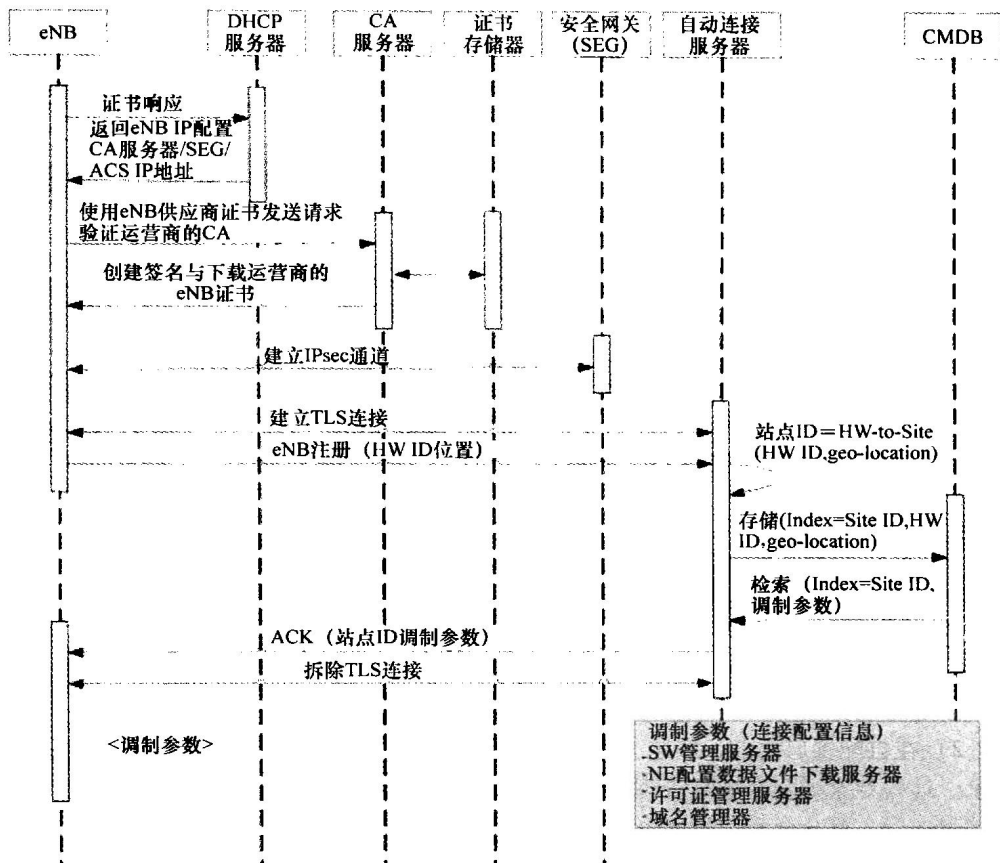 eNB
DHCP
服务器
CA
服务器
证书
存储器
安全网关
(SEG)
自动连接
服务器
CMDB
证书响应
返回eNB IP配置
CA服务器/SEG/
ACS IP地址
使用eNB供应商证书发送请求
验证运营商的CA
创建签名与下载运营商的
eNB证书
建立IPsec通道
建立TLS连接
eNB注册（HW ID位置）
站点ID＝HW-to-Site
(HW ID,geo-location)
存储(Index=Site ID,HW
ID,geo-location)
检索（Index=Site ID、
调制参数）
ACK（站点ID调制参数）
拆除TLS连接
<调制参数>
调制参数（连接配置信息）
-SW管理服务器
·NE配置数据文件下载服务器
·许可证管理服务器
·域名管理器